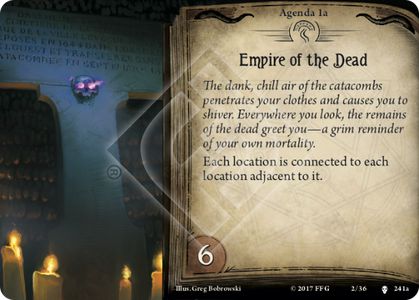 Agenda 1a
Empire of the Dead
The dank, chill air of the catacombs
penetrates your clothes and causes you to
shiver. Everywhere you look, the remains
of the dead greet you—a grim reminder
of your own mortality.
Each location is connected to each
location adjacent to it.
6
Illus. Greg Bobrowski
© 2017 FFG
2/36
241a